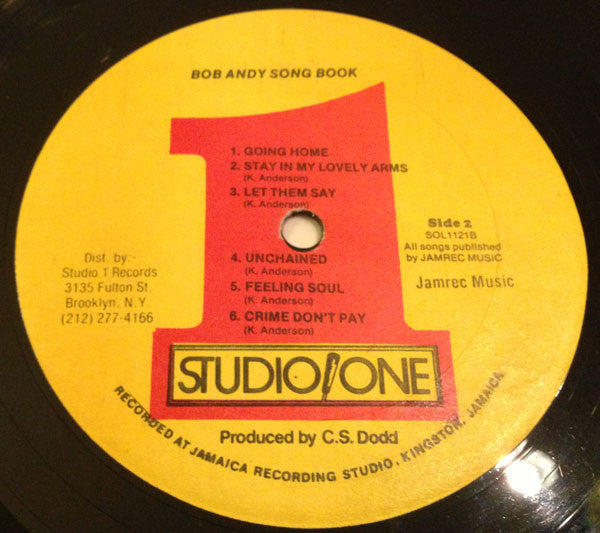 BOB ANDY SONG BOOK
1. GOING HOME
2. STAY IN MY LOVELY ARMS
(K. Anderson)
3. LET THEM SAY
(K. Anderson)
4. UNCHAINED
(K. Anderson)
5. FEELING SOUL
(K. Anderson)
6. CRIME DON'T PAY
(K. Anderson)
Side 2
SOL1121B
All songs published
by JAMREC MUSIC
Jamrec Music
Dist. by:-
Studio 1 Records
3135 Fulton St.
Brooklyn, N.Y.
(212) 277-4166
1
STUDIO ONE
Produced by C.S. Dodd
RECORDED AT JAMAICA RECORDING STUDIO, KINGSTON, JAMAICA